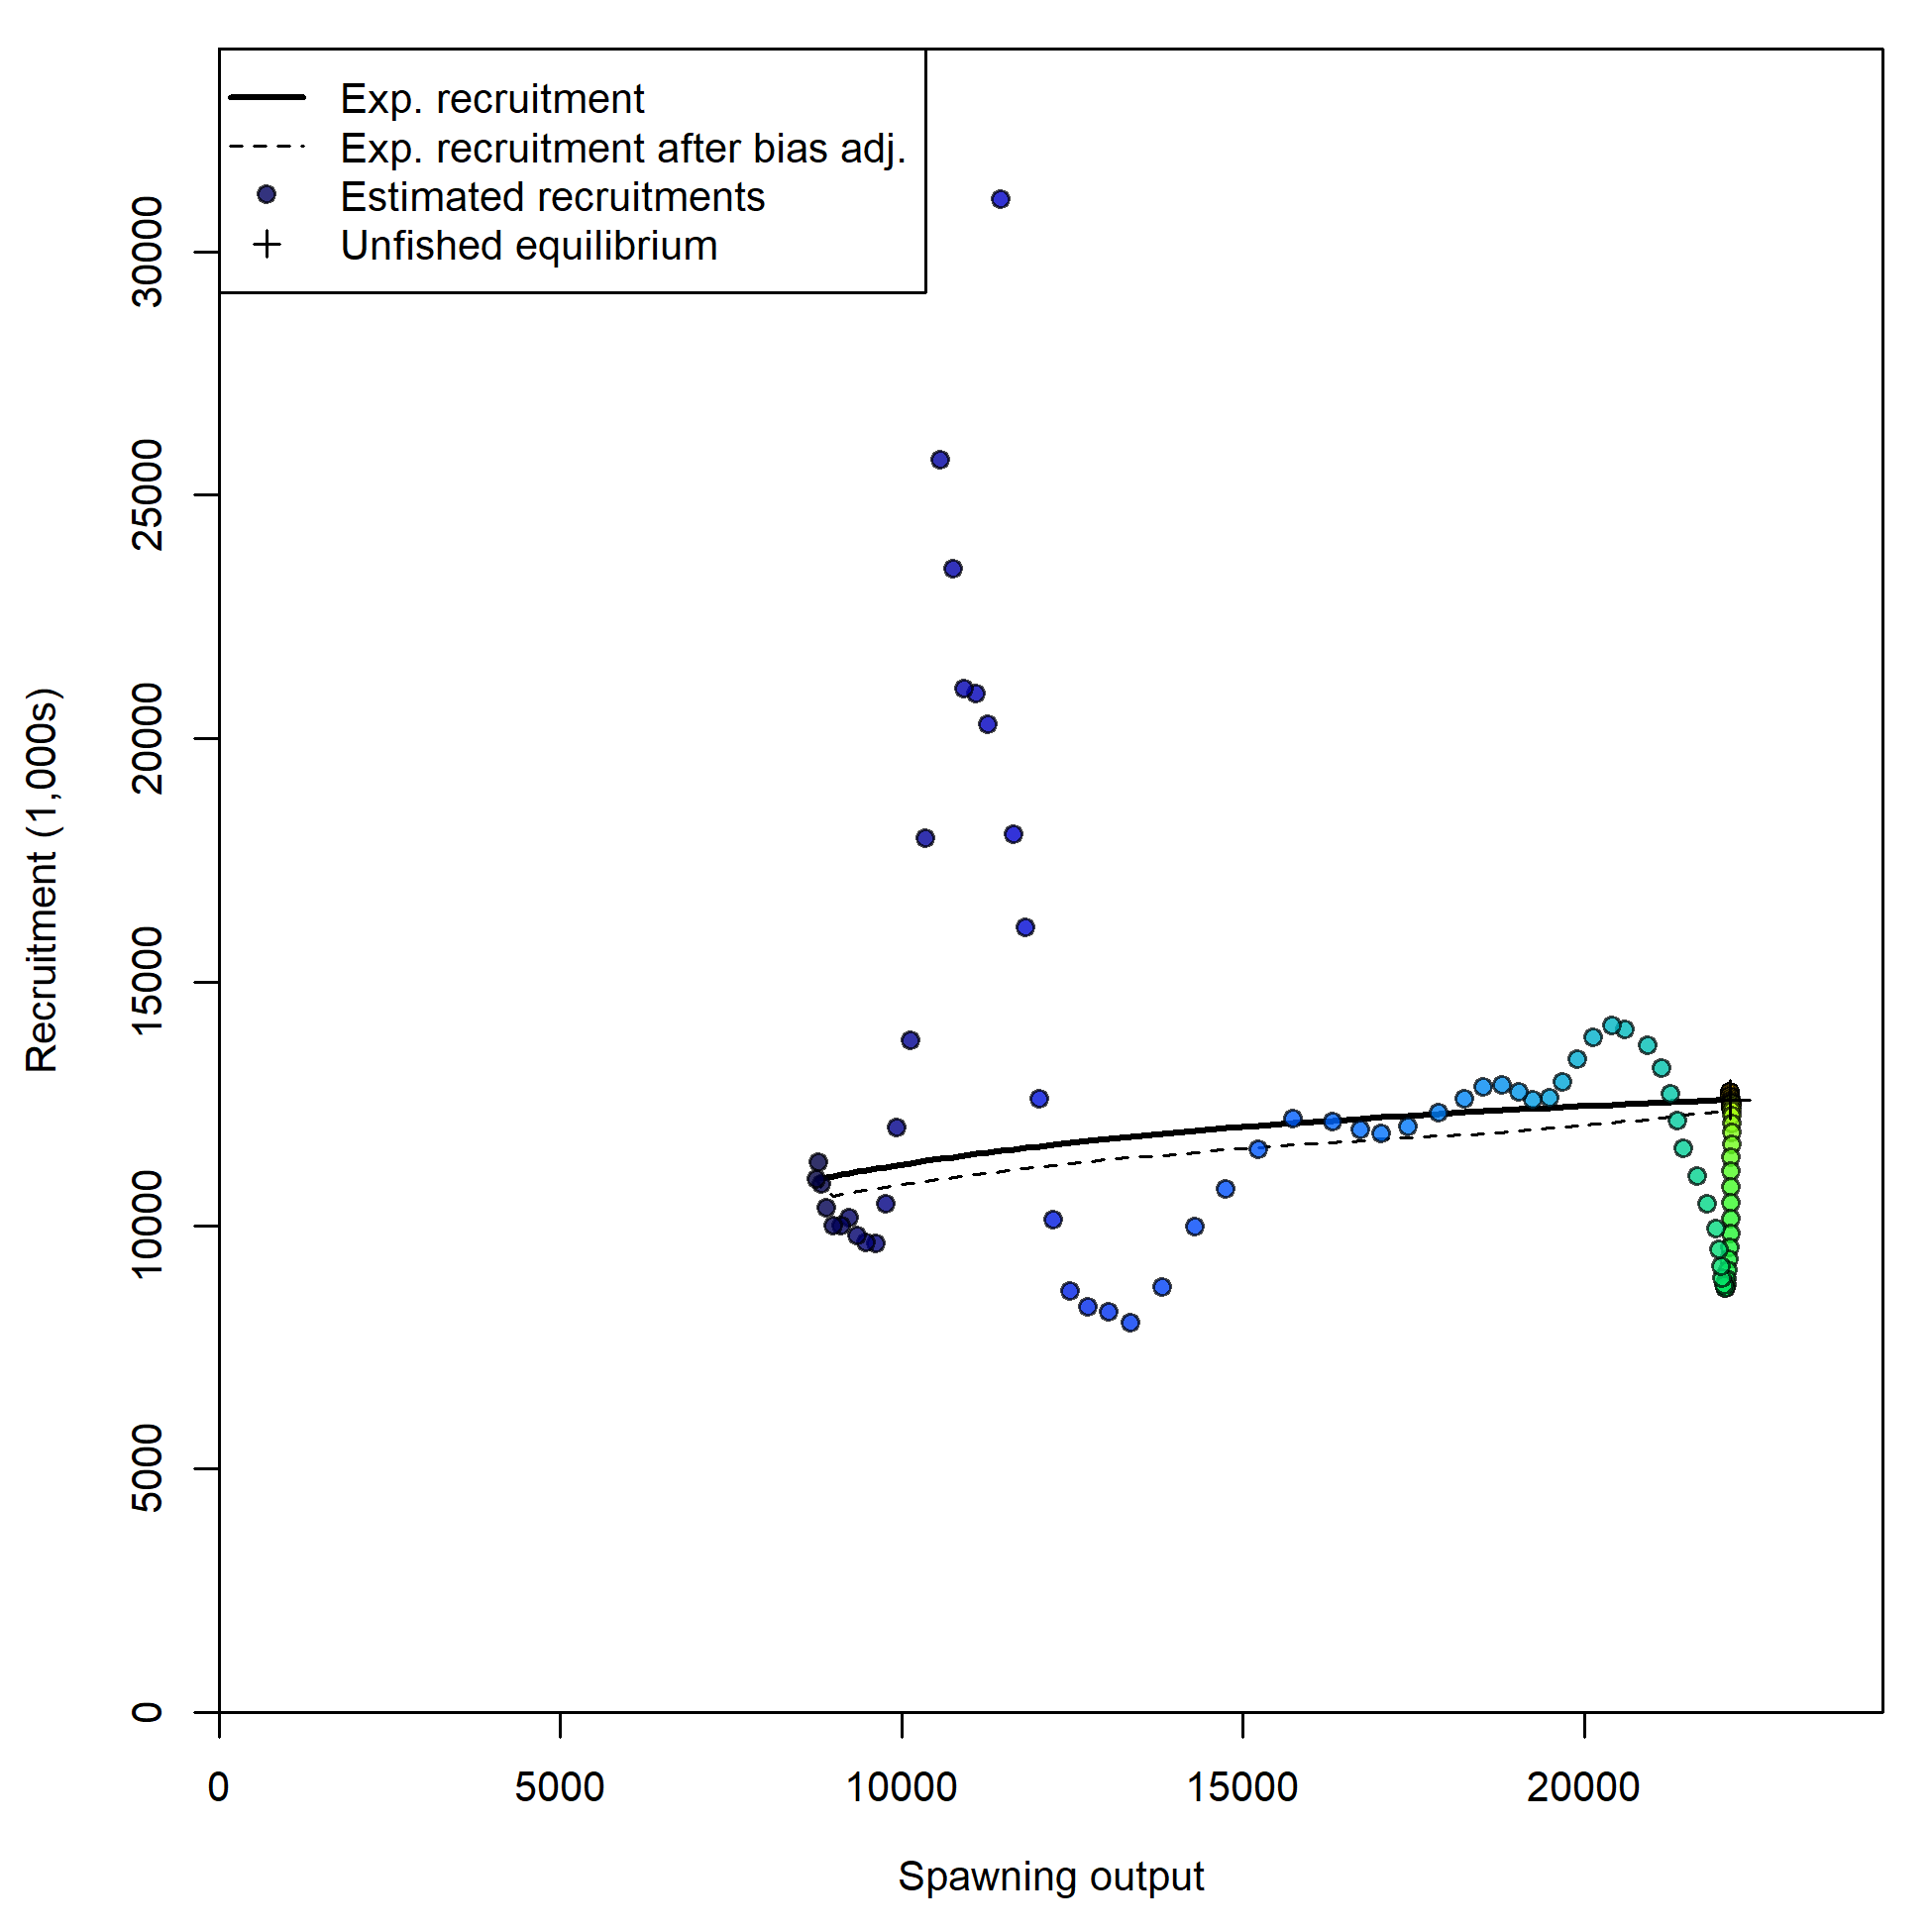 Exp. recruitment
Exp. recruitment after bias adj.
Estimated recruitments
Unfished equilibrium
Recruitment (1,000s)
30000
25000
20000
15000
10000
5000
0
0 5000 10000 15000 20000
Spawning output